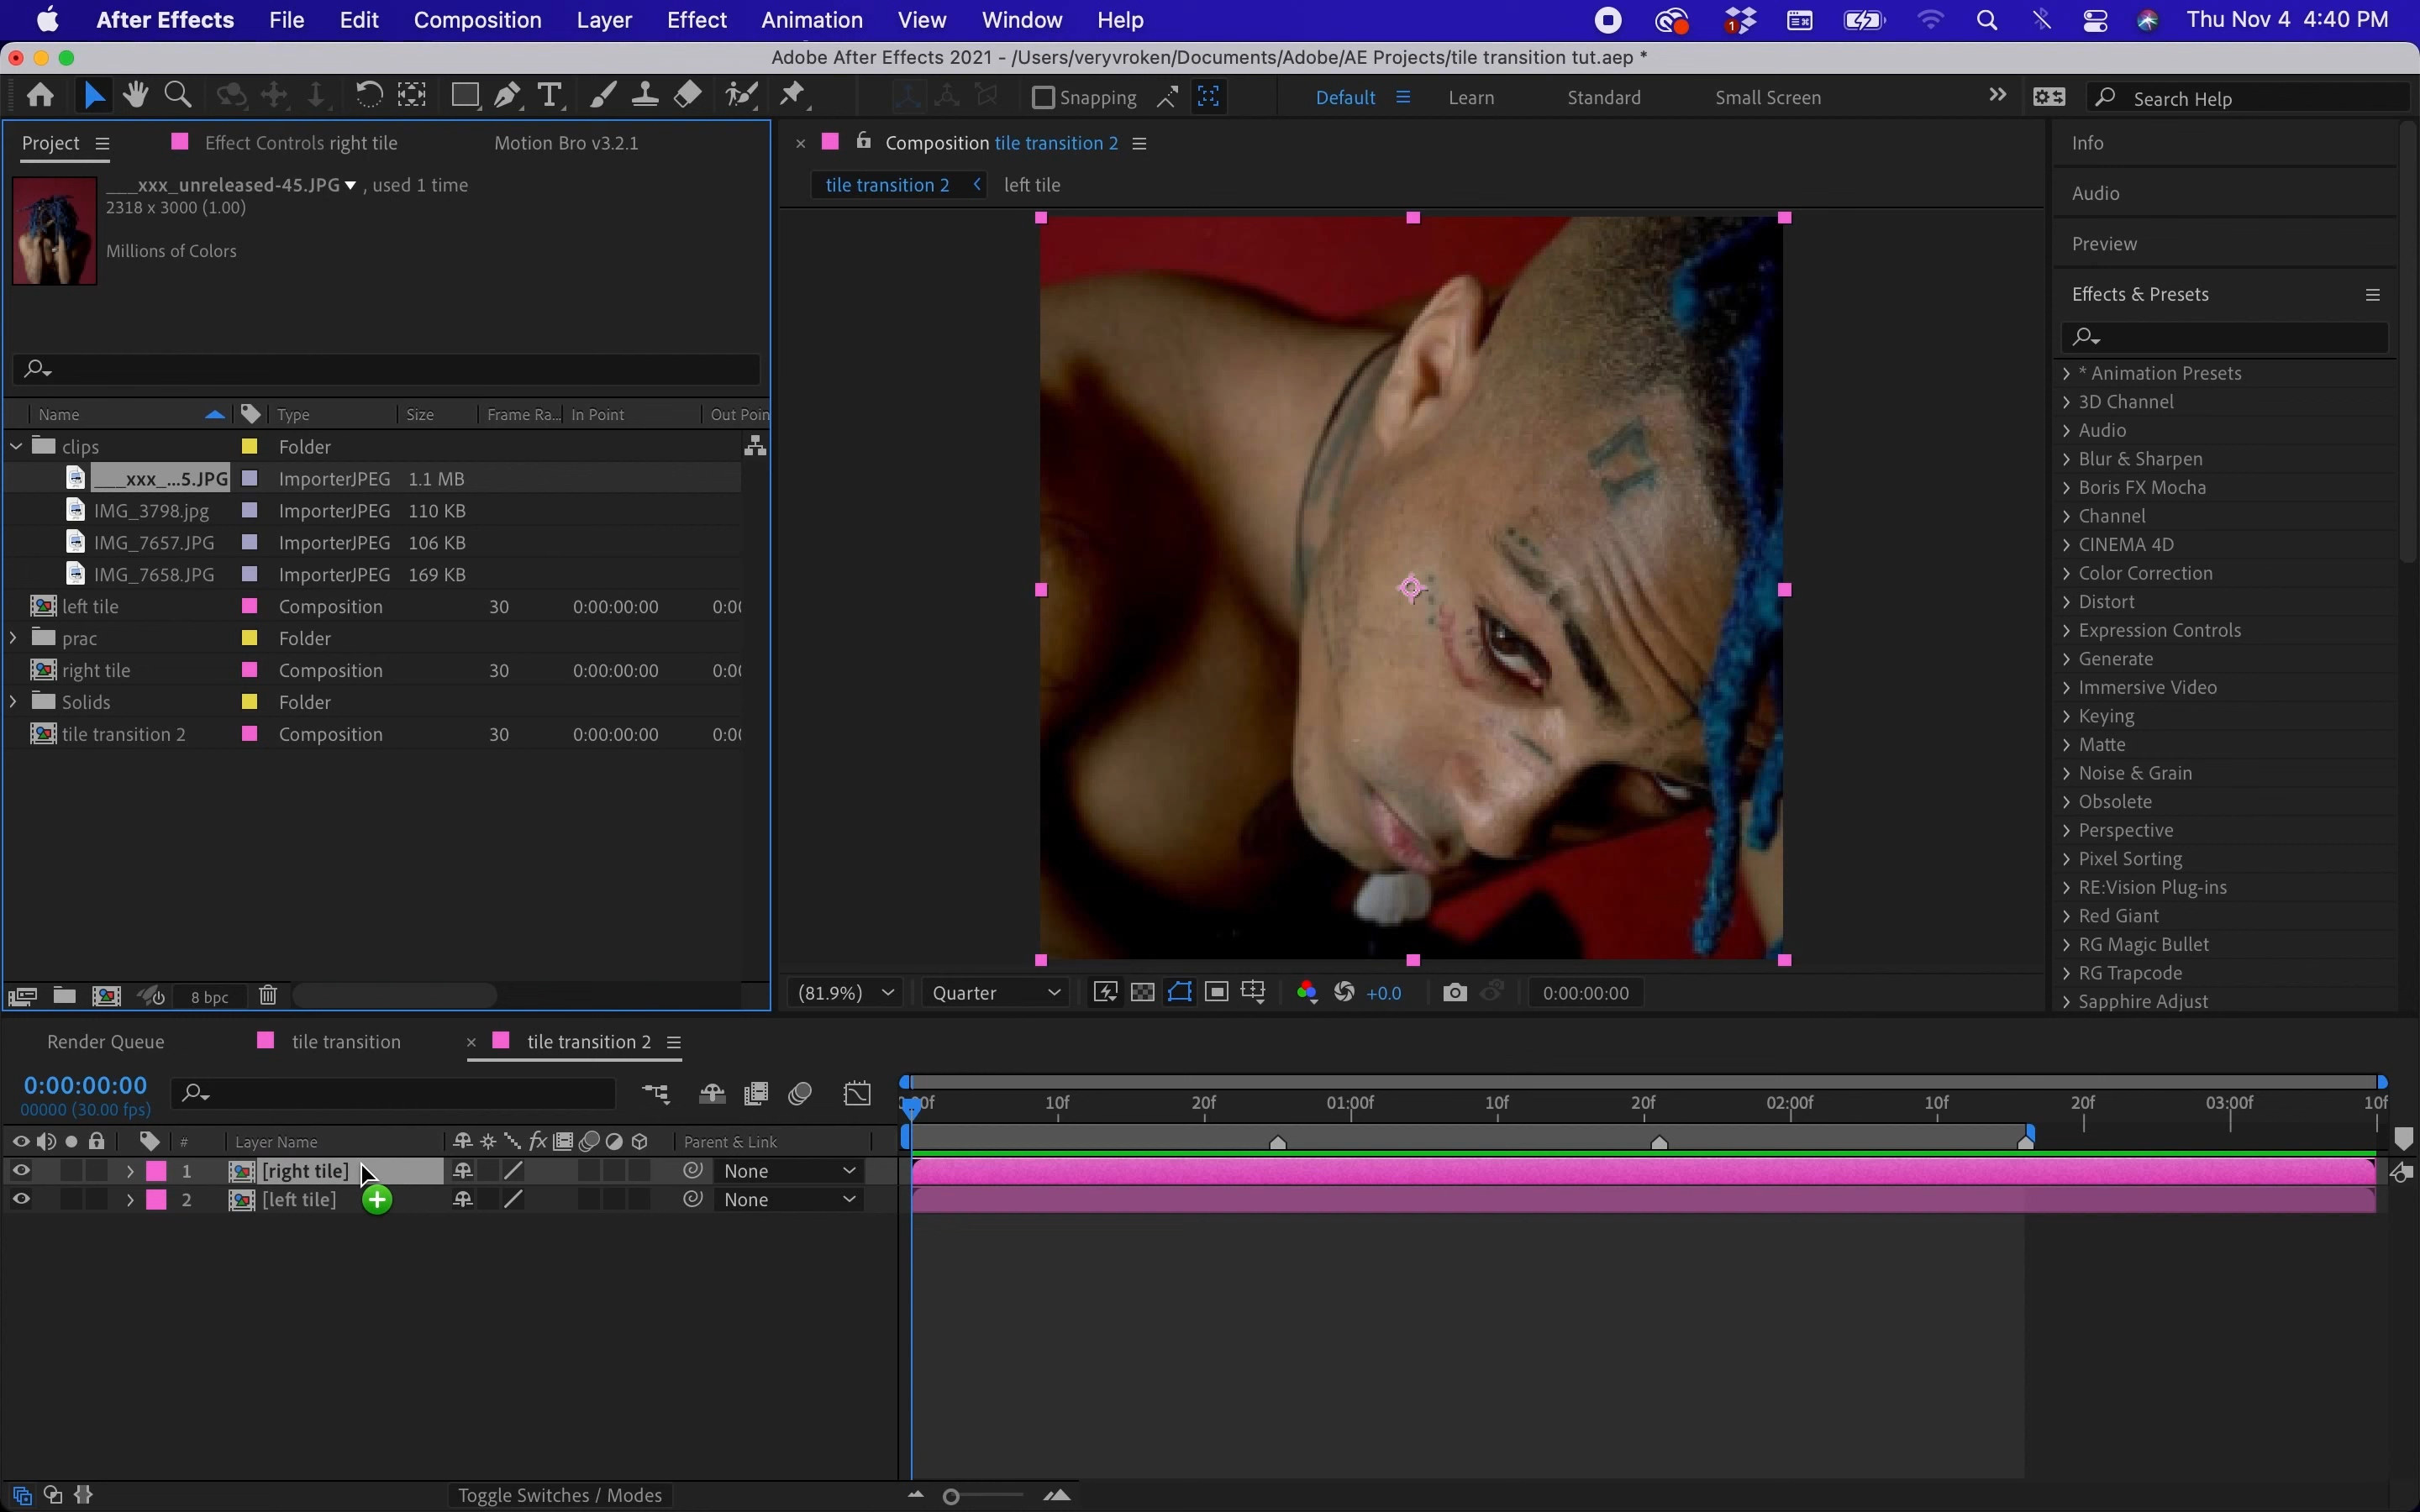 After Effects File Edit Composition Layer Effect Animation View Window Help Thu Nov 4 4:40 PM
Adobe After Effects 2021 - /Users/veryvroken/Documents/Adobe/AE Projects/tile transition tut.aep *
Snapping Default Learn Standard Small Screen Search Help
Project Effect Controls right tile Motion Bro v3.2.1
___xxx_unreleased-45.JPG , used 1 time
2318 x 3000 (1.00)
Millions of Colors
Name Type Size Frame Ra... In Point Out Poin
clips Folder
___xxx_...5.JPG ImporterJPEG 1.1 MB
IMG_3798.jpg ImporterJPEG 110 KB
IMG_7657.JPG ImporterJPEG 106 KB
IMG_7658.JPG ImporterJPEG 169 KB
left tile Composition 30 0:00:00:00 0:00
prac Folder
right tile Composition 30 0:00:00:00 0:00
Solids Folder
tile transition 2 Composition 30 0:00:00:00 0:00
8 bpc
Composition tile transition 2
tile transition 2 left tile
(81.9%) Quarter +0.0 0:00:00:00
Info
Audio
Preview
Effects & Presets
* Animation Presets
3D Channel
Audio
Blur & Sharpen
Boris FX Mocha
Channel
CINEMA 4D
Color Correction
Distort
Expression Controls
Generate
Immersive Video
Keying
Matte
Noise & Grain
Obsolete
Perspective
Pixel Sorting
RE:Vision Plug-ins
Red Giant
RG Magic Bullet
RG Trapcode
Sapphire Adjust
Render Queue tile transition tile transition 2
0:00:00:00
00000 (30.00 fps)
00f 10f 20f 01:00f 10f 20f 02:00f 10f 20f 03:00f 10f
# Layer Name fx Parent & Link
1 [right tile] None
2 [left tile] None
Toggle Switches / Modes